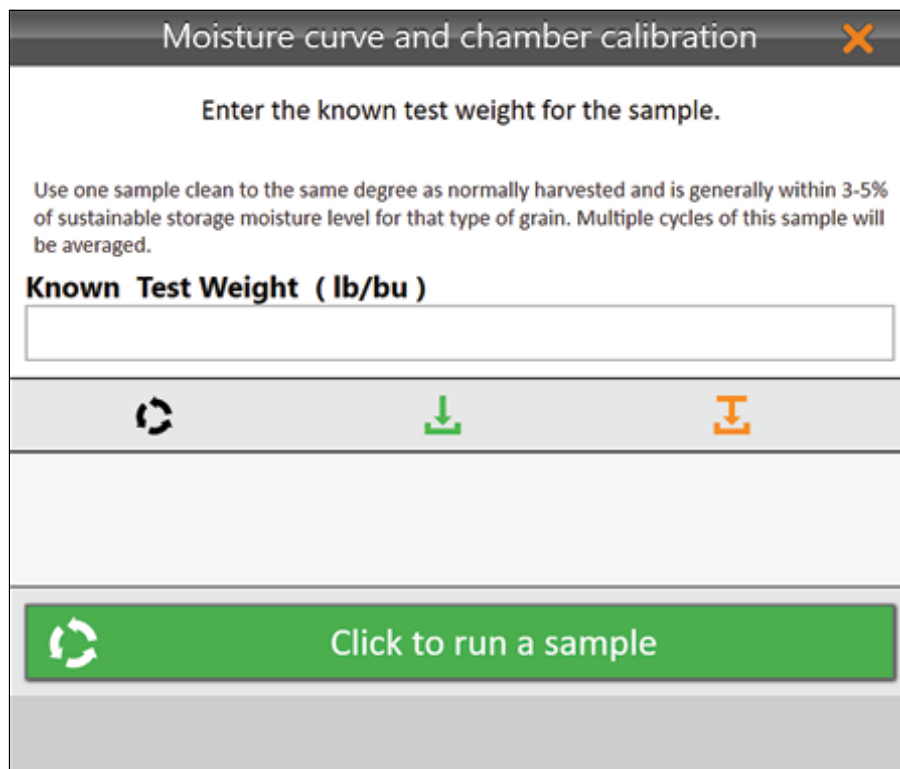 Moisture curve and chamber calibration
Enter the known test weight for the sample.
Use one sample clean to the same degree as normally harvested and is generally within 3-5%
of sustainable storage moisture level for that type of grain. Multiple cycles of this sample will
be averaged.
Known Test Weight ( lb/bu )
Click to run a sample